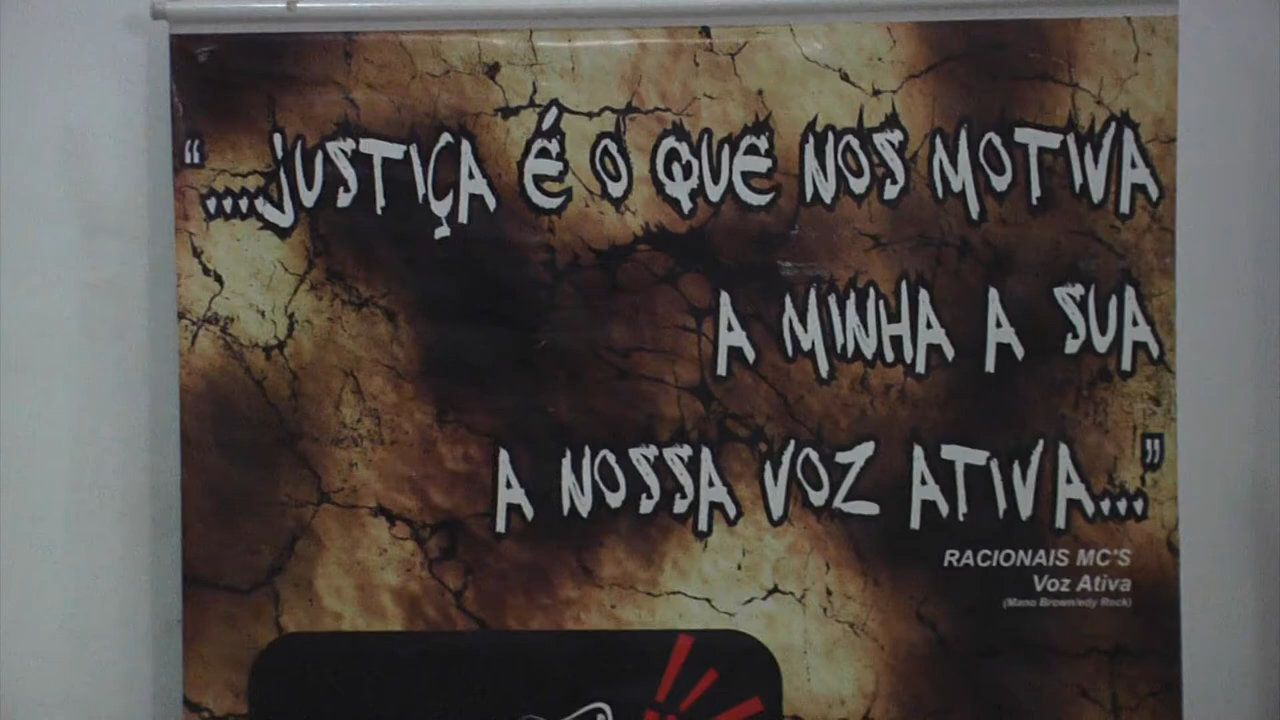 “...JUSTIÇA É O QUE NOS MOTIVA
A MINHA A SUA
A NOSSA VOZ ATIVA...”
RACIONAIS MC'S
Voz Ativa
(Mano Brown/edy Rock)